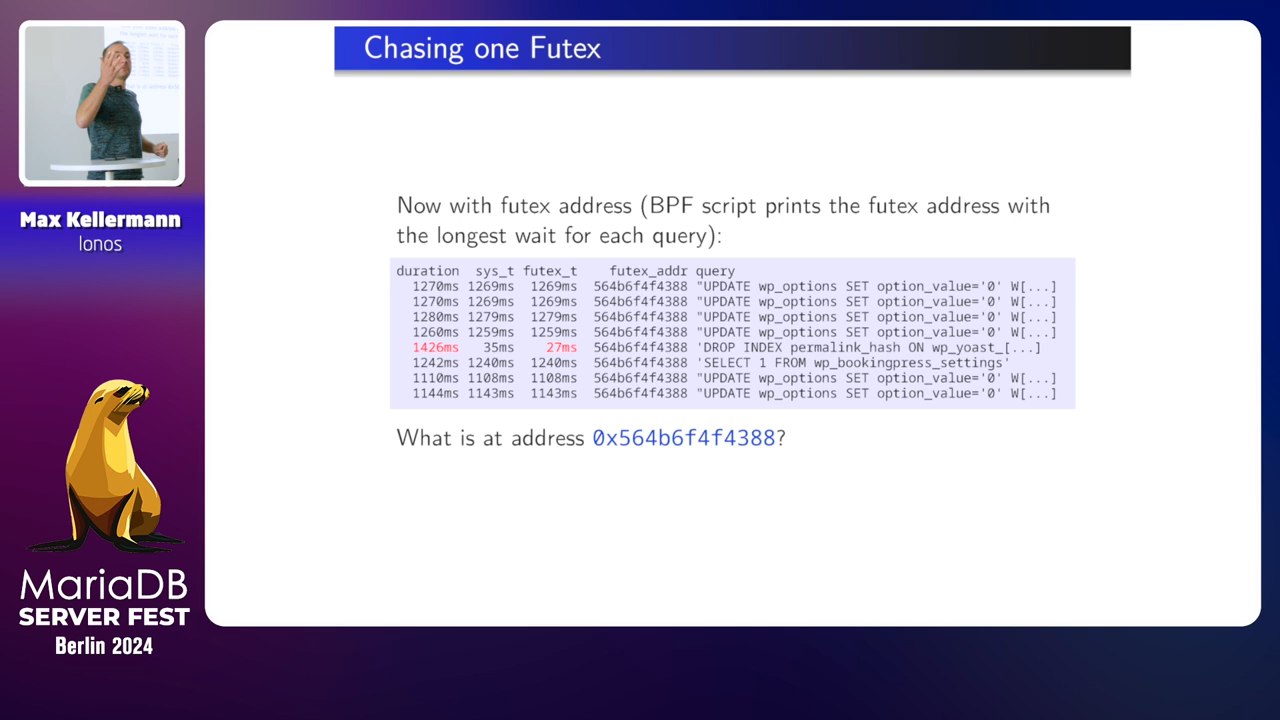 Chasing one Futex
Now with futex address (BPF script prints the futex address with
the longest wait for each query):
duration sys_t futex_t futex_addr query
1270ms 1269ms 1269ms 564b6f4f4388 "UPDATE wp_options SET option_value='0' W[...]
1270ms 1269ms 1269ms 564b6f4f4388 "UPDATE wp_options SET option_value='0' W[...]
1280ms 1279ms 1279ms 564b6f4f4388 "UPDATE wp_options SET option_value='0' W[...]
1260ms 1259ms 1259ms 564b6f4f4388 "UPDATE wp_options SET option_value='0' W[...]
1426ms 35ms 27ms 564b6f4f4388 'DROP INDEX permalink_hash ON wp_yoast_[...]
1242ms 1240ms 1240ms 564b6f4f4388 'SELECT 1 FROM wp_bookingpress_settings'
1110ms 1108ms 1108ms 564b6f4f4388 "UPDATE wp_options SET option_value='0' W[...]
1144ms 1143ms 1143ms 564b6f4f4388 "UPDATE wp_options SET option_value='0' W[...]
What is at address 0x564b6f4f4388?
Max Kellermann
Ionos
MariaDB
SERVER FEST
Berlin 2024